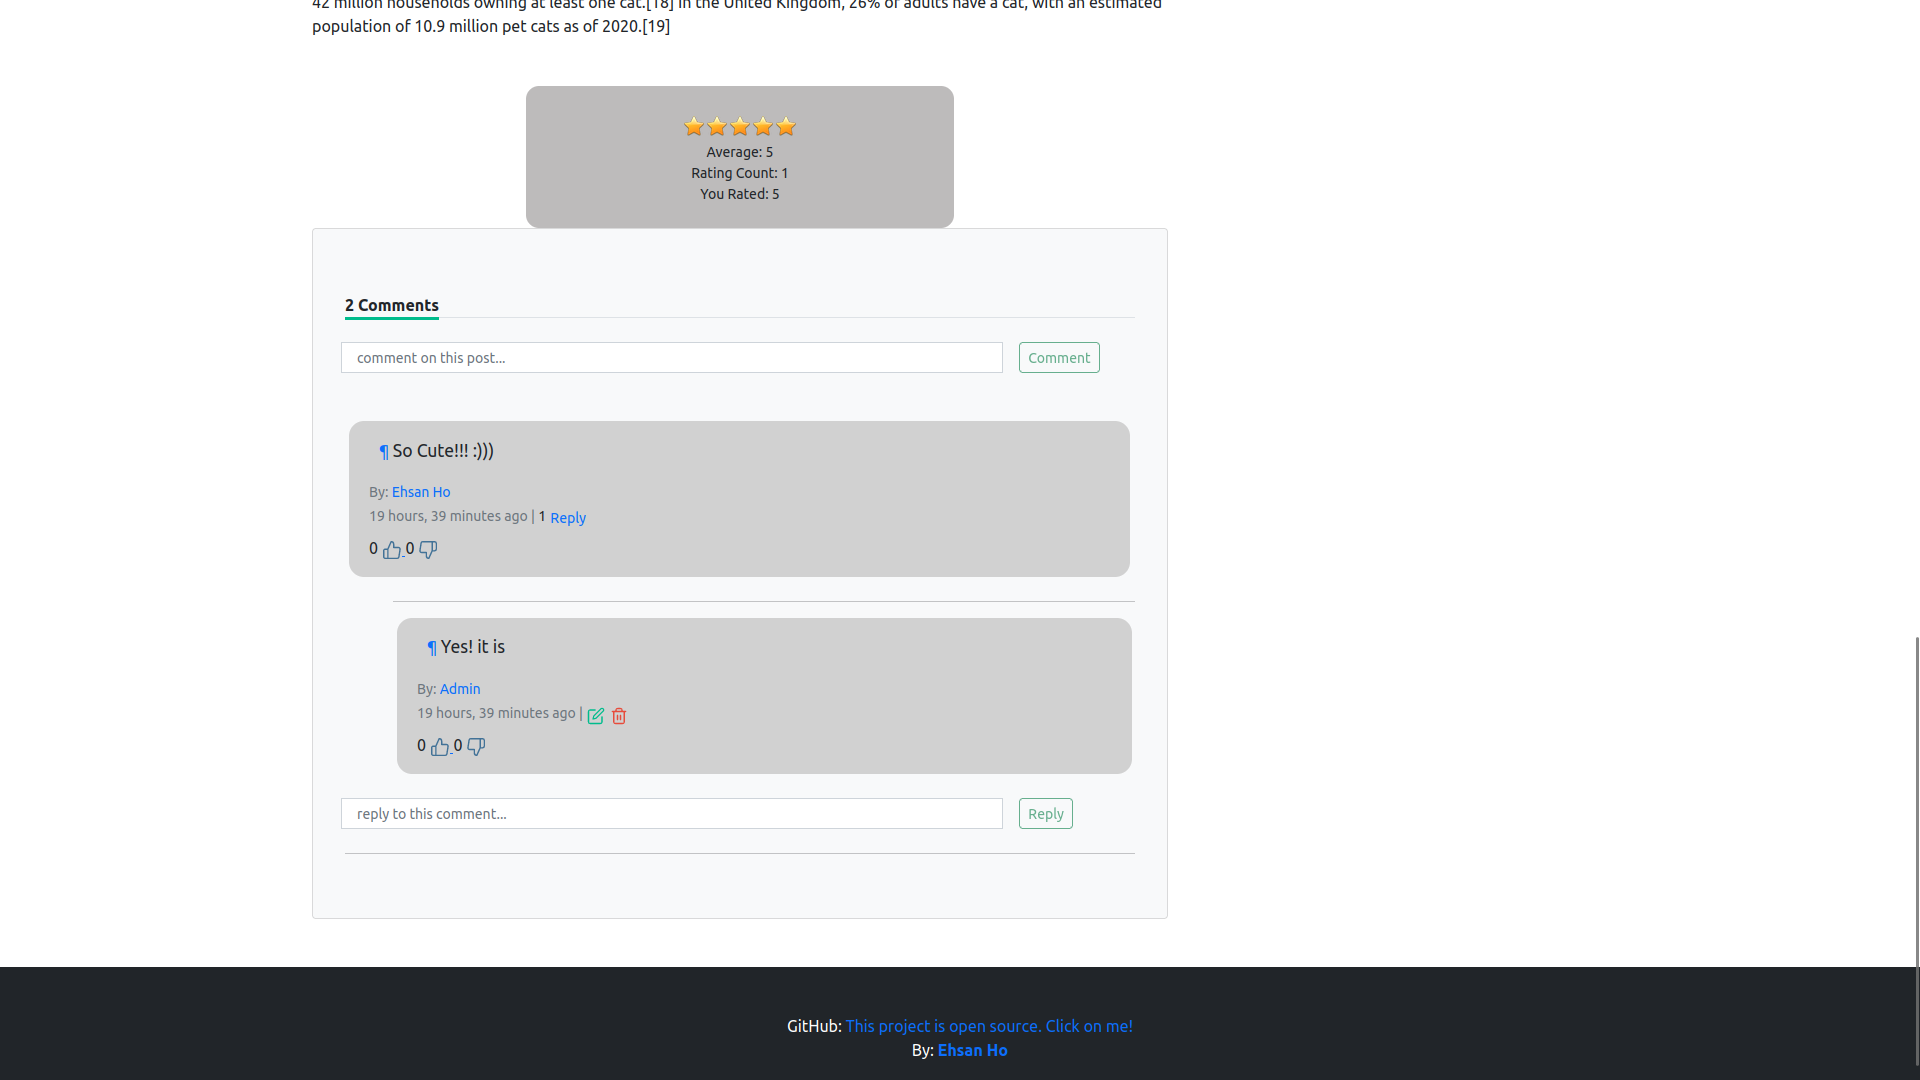 42 million households owning at least one cat.[18] In the United Kingdom, 26% of adults have a cat, with an estimated
population of 10.9 million pet cats as of 2020.[19]
Average: 5
Rating Count: 1
You Rated: 5
2 Comments
comment on this post...
Comment
¶ So Cute!!! :)))
By: Ehsan Ho
19 hours, 39 minutes ago | 1 Reply
0 0
¶ Yes! it is
By: Admin
19 hours, 39 minutes ago |
0 0
reply to this comment...
Reply
GitHub: This project is open source. Click on me!
By: Ehsan Ho